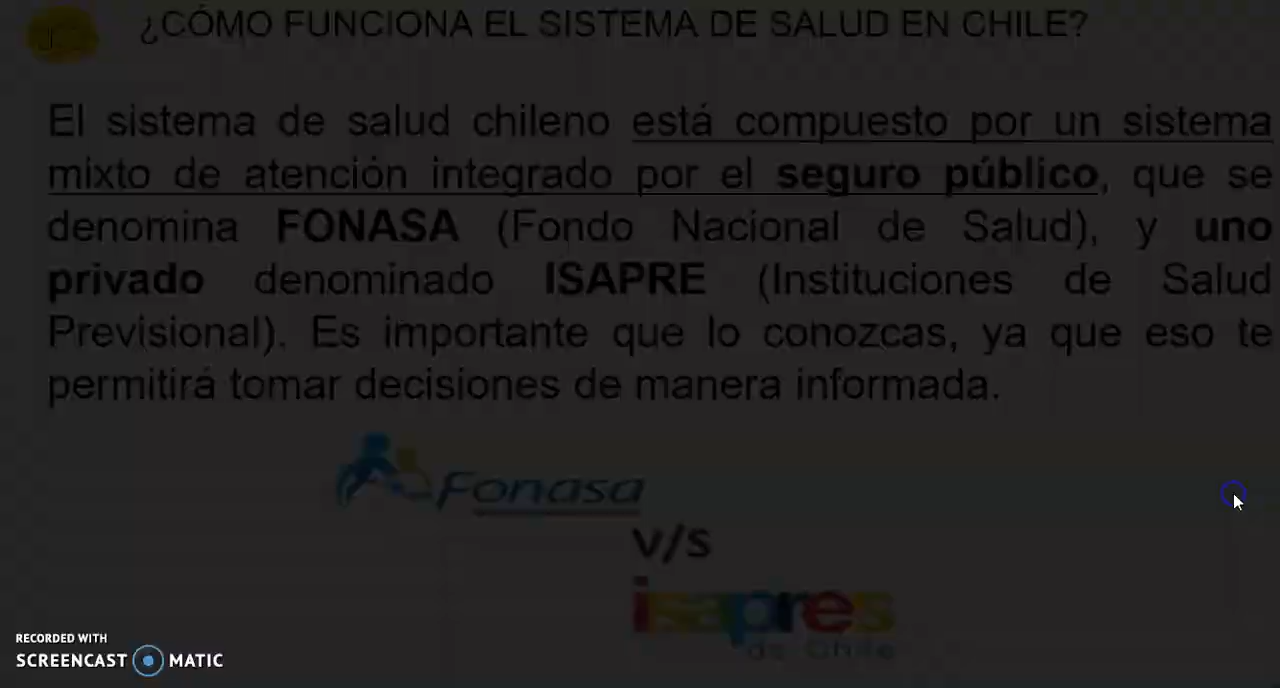 ¿CÓMO FUNCIONA EL SISTEMA DE SALUD EN CHILE?
El sistema de salud chileno está compuesto por un sistema
mixto de atención integrado por el seguro público, que se
denomina FONASA (Fondo Nacional de Salud), y uno
privado denominado ISAPRE (Instituciones de Salud
Previsional). Es importante que lo conozcas, ya que eso te
permitirá tomar decisiones de manera informada.
Fonasa
v/s
isapres
de Chile
RECORDED WITH
SCREENCAST MATIC